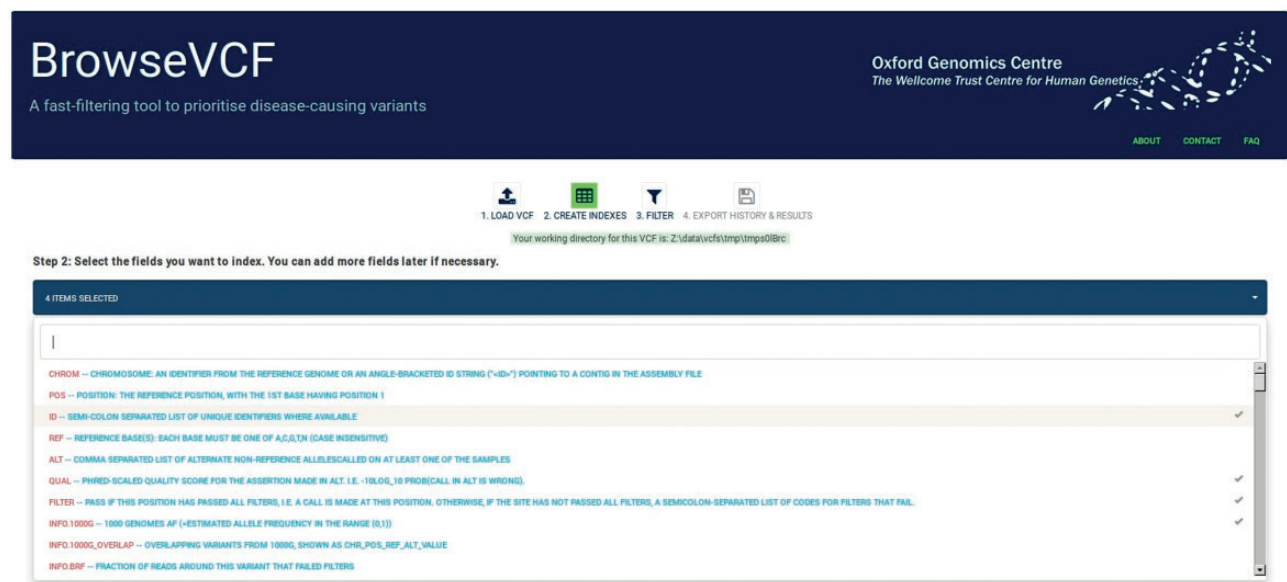 BrowseVCF
A fast-filtering tool to prioritise disease-causing variants
Oxford Genomics Centre
The Wellcome Trust Centre for Human Genetics
ABOUT CONTACT FAQ
1. LOAD VCF 2. CREATE INDEXES 3. FILTER 4. EXPORT HISTORY & RESULTS
Your working directory for this VCF is: Z:\data\vcfs\tmp\tmps0lBrc
Step 2: Select the fields you want to index. You can add more fields later if necessary.
4 ITEMS SELECTED
CHROM -- CHROMOSOME: AN IDENTIFIER FROM THE REFERENCE GENOME OR AN ANGLE-BRACKETED ID STRING ("<ID>") POINTING TO A CONTIG IN THE ASSEMBLY FILE
POS -- POSITION: THE REFERENCE POSITION, WITH THE 1ST BASE HAVING POSITION 1
ID -- SEMI-COLON SEPARATED LIST OF UNIQUE IDENTIFIERS WHERE AVAILABLE
REF -- REFERENCE BASE(S): EACH BASE MUST BE ONE OF A,C,G,T,N (CASE INSENSITIVE)
ALT -- COMMA SEPARATED LIST OF ALTERNATE NON-REFERENCE ALLELESCALLED ON AT LEAST ONE OF THE SAMPLES
QUAL -- PHRED-SCALED QUALITY SCORE FOR THE ASSERTION MADE IN ALT. I.E. -10LOG_10 PROB(CALL IN ALT IS WRONG).
FILTER -- PASS IF THIS POSITION HAS PASSED ALL FILTERS, I.E. A CALL IS MADE AT THIS POSITION. OTHERWISE, IF THE SITE HAS NOT PASSED ALL FILTERS, A SEMICOLON-SEPARATED LIST OF CODES FOR FILTERS THAT FAIL.
INFO.1000G -- 1000 GENOMES AF (=ESTIMATED ALLELE FREQUENCY IN THE RANGE (0,1))
INFO.1000G_OVERLAP -- OVERLAPPING VARIANTS FROM 1000G, SHOWN AS CHR_POS_REF_ALT_VALUE
INFO.BRF -- FRACTION OF READS AROUND THIS VARIANT THAT FAILED FILTERS